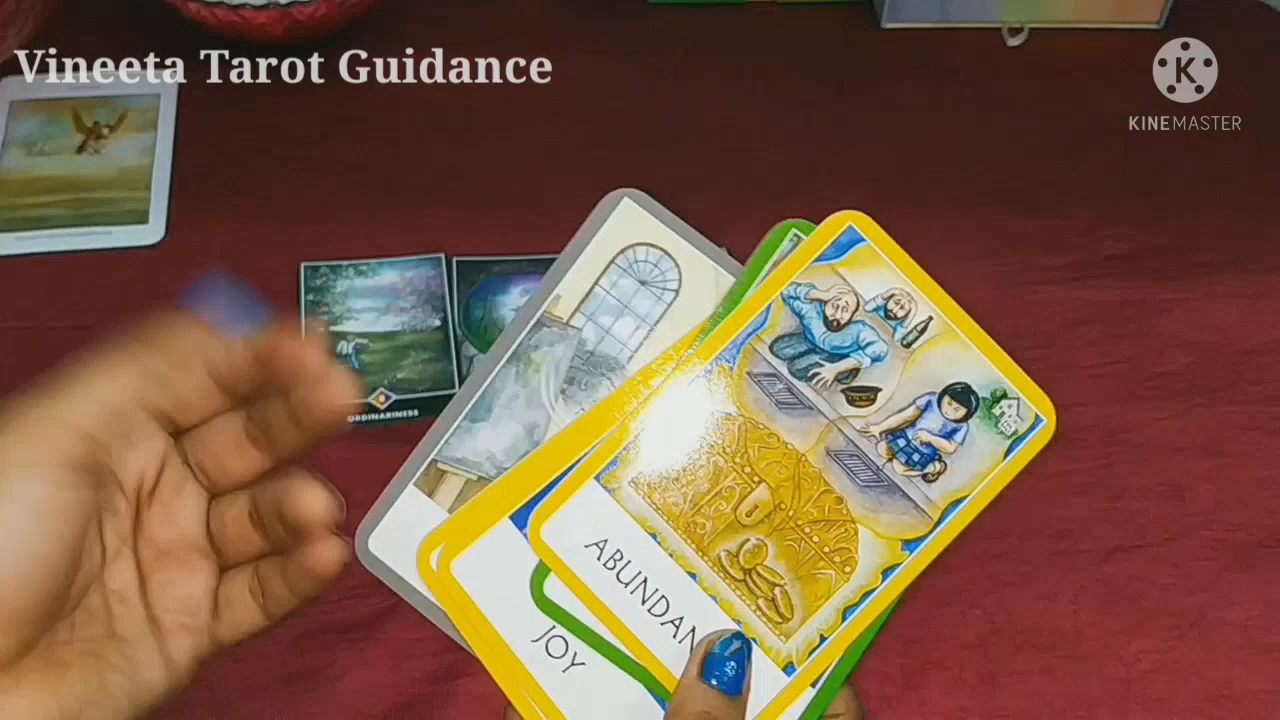 Vineeta Tarot Guidance
K
KINEMASTER
ORDINARINESS
ABUNDAN
JOY